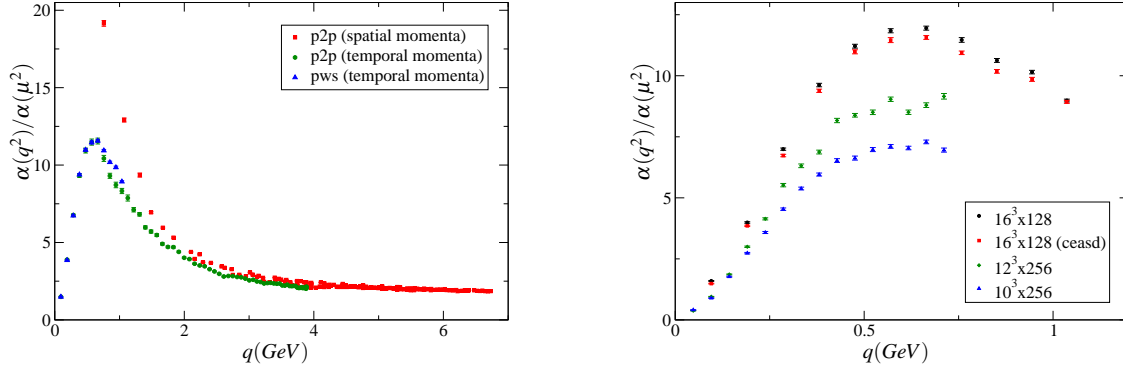 20
15
10
5
0
0
2
4
6
q(GeV)
α(q²)/α(μ²)
p2p (spatial momenta)
p2p (temporal momenta)
pws (temporal momenta)
10
5
0
0
0.5
1
q(GeV)
α(q²)/α(μ²)
16³x128
16³x128 (ceasd)
12³x256
10³x256